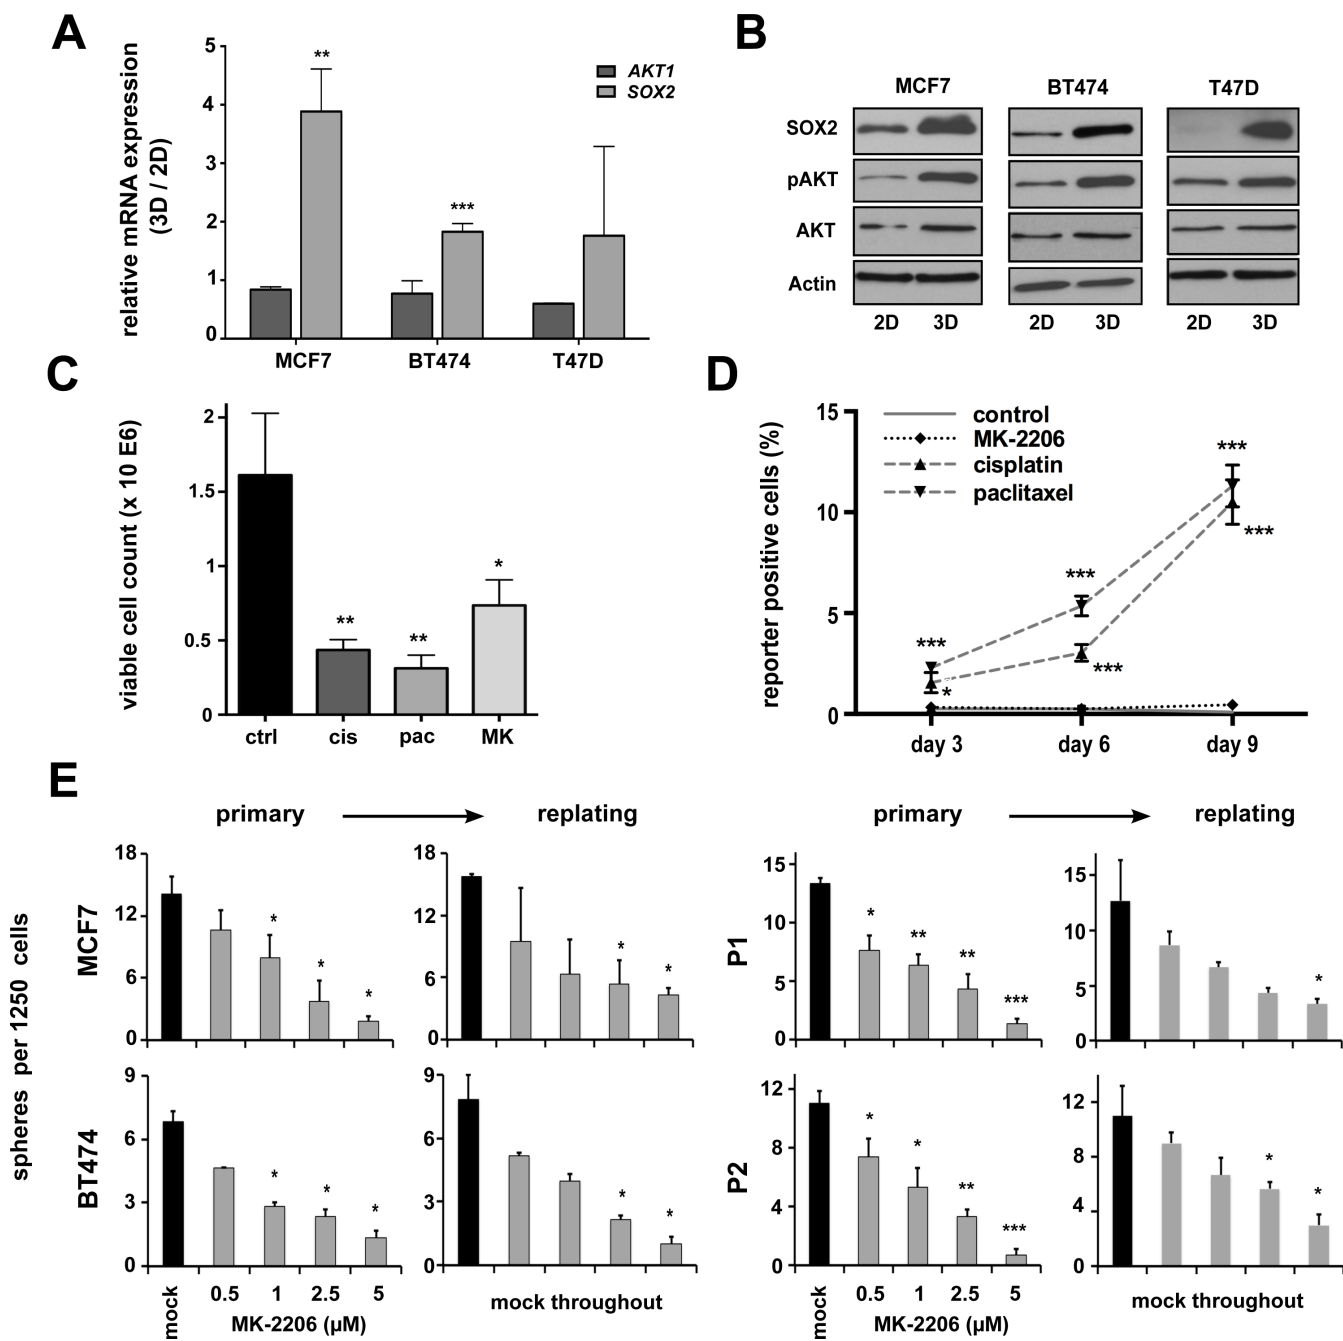 A
relative mRNA expression
(3D / 2D)
5
4
3
2
1
0
**
***
AKT1
SOX2
MCF7
BT474
T47D
B
MCF7
BT474
T47D
SOX2
pAKT
AKT
Actin
2D
3D
2D
3D
2D
3D
C
viable cell count (x 10 E6)
2
1.5
1
0.5
0
**
**
*
ctrl
cis
pac
MK
D
reporter positive cells (%)
15
10
5
0
control
MK-2206
cisplatin
paclitaxel
***
*
***
***
***
***
day 3
day 6
day 9
E
primary
replating
primary
replating
spheres per 1250 cells
MCF7
18
12
6
0
*
*
*
18
12
6
0
*
*
P1
15
10
5
0
*
**
**
***
15
10
5
0
*
BT474
9
6
3
0
*
*
*
9
6
3
0
*
*
P2
12
8
4
0
*
*
**
***
12
8
4
0
*
*
mock
0.5
1
2.5
5
MK-2206 (µM)
mock throughout
mock
0.5
1
2.5
5
MK-2206 (µM)
mock throughout